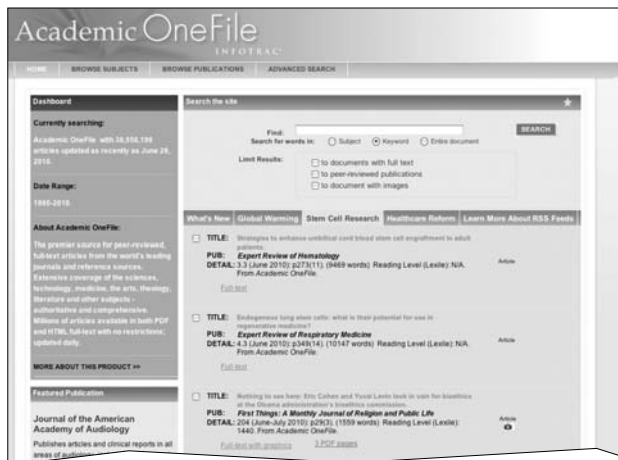 Academic OneFile
INFOTRAC
HOME BROWSE SUBJECTS BROWSE PUBLICATIONS ADVANCED SEARCH
Dashboard
Currently searching:
Academic OneFile with
articles updated as recently as June 29,
2010.
Date Range:
1980-2010.
About Academic OneFile:
The premier source for peer-reviewed,
full-text articles from the world's leading
journals and reference sources.
Extensive coverage of the sciences,
technology, medicine, the arts, theology,
literature and other subjects -
authoritative and comprehensive.
Millions of articles available in both PDF
and HTML full-text with no restrictions;
updated daily.
MORE ABOUT THIS PRODUCT >>
Featured Publication
Journal of the American
Academy of Audiology
Publishes articles and clinical reports in all
areas of
Search the site
Find: SEARCH
Search for words in: Subject Keyword Entire document
Limit Results: to documents with full text
to peer-reviewed publications
to document with images
What's New Global Warming Stem Cell Research Healthcare Reform Learn More About RSS Feeds
TITLE: Strategies to enhance umbilical cord blood stem cell engraftment in adult
patients.
PUB: Expert Review of Hematology
DETAIL: 3.3 (June 2010): p273(11). (9469 words) Reading Level (Lexile): N/A.
From Academic OneFile.
Article
Full-text
TITLE: Endogenous lung stem cells: what is their potential for use in
regenerative medicine?
PUB: Expert Review of Respiratory Medicine
DETAIL: 4.3 (June 2010): p349(14). (10147 words) Reading Level (Lexile): N/A.
From Academic OneFile.
Article
Full-text
TITLE: Nothing to see here: Eric Cohen and Yuval Levin look in vain for bioethics
at the Obama administration's bioethics commission.
PUB: First Things: A Monthly Journal of Religion and Public Life
DETAIL: 204 (June-July 2010): p29(3). (1559 words) Reading Level (Lexile):
1440. From Academic OneFile.
Article
Full-text with graphics 3 PDF pages